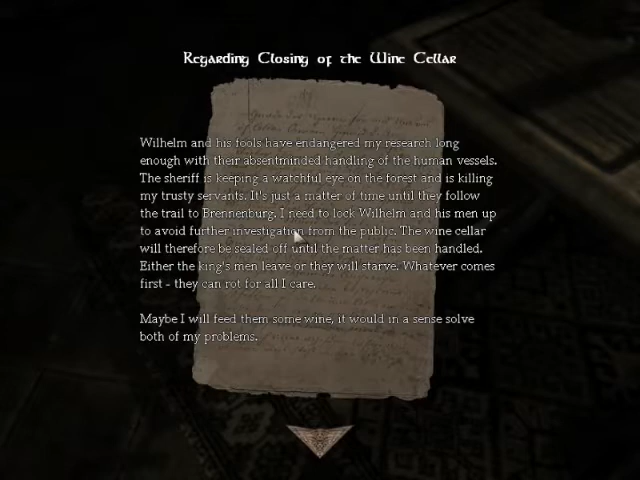 Regarding Closing of the Wine Cellar
Wilhelm and his fools have endangered my research long
enough with their absentminded handling of the human vessels.
The sheriff is keeping a watchful eye on the forest and is killing
my trusty servants. It's just a matter of time until they follow
the trail to Brennenburg. I need to lock Wilhelm and his men up
to avoid further investigation from the public. The wine cellar
will therefore be sealed off until the matter has been handled.
Either the king's men leave or they will starve. Whatever comes
first - they can rot for all I care.
Maybe I will feed them some wine, it would in a sense solve
both of my problems.